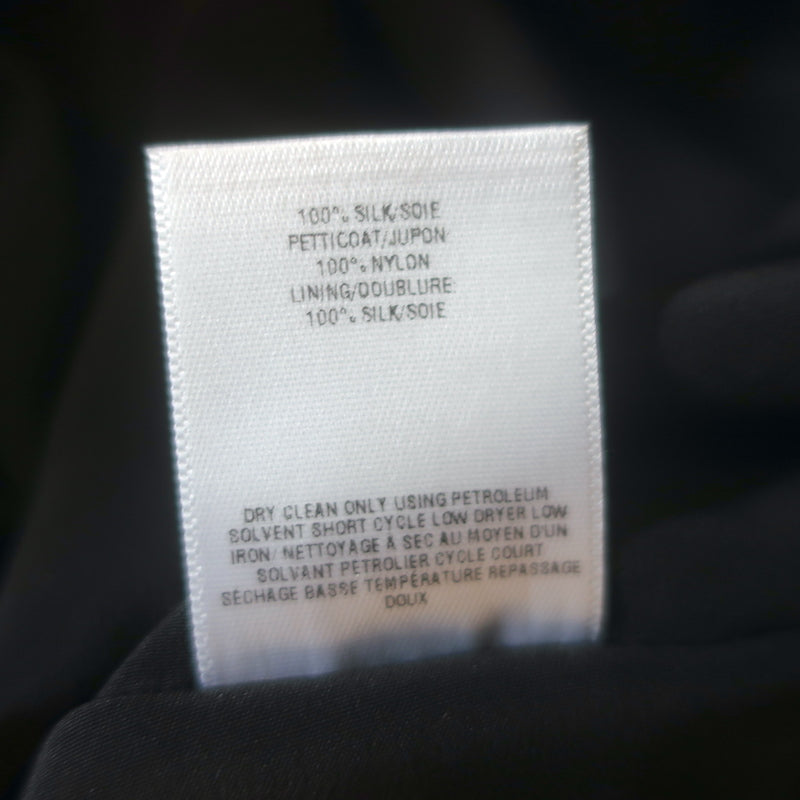 100% SILK/SOIE
PETTICOAT/JUPON
100% NYLON
LINING/DOUBLURE
100% SILK/SOIE
DRY CLEAN ONLY USING PETROLEUM
SOLVENT SHORT CYCLE LOW DRYER LOW
IRON/ NETTOYAGE À SEC AU MOYEN D'UN
SOLVANT PETROLIER CYCLE COURT
SÉCHAGE BASSE TEMPÉRATURE REPASSAGE
DOUX